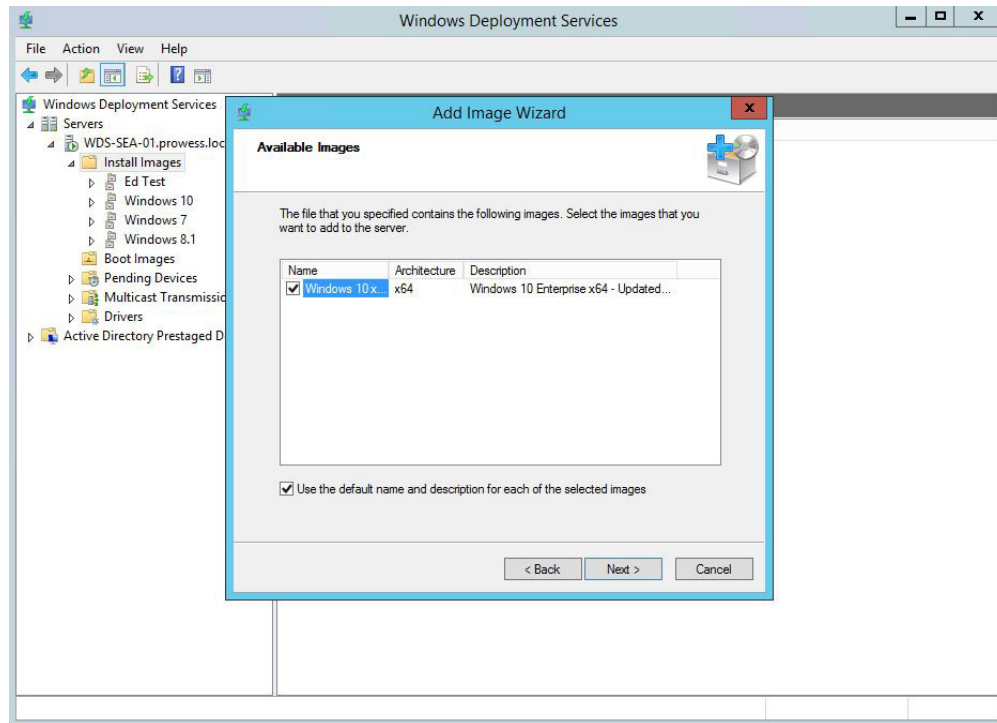 Windows Deployment Services
File Action View Help
Windows Deployment Services
Servers
WDS-SEA-01.prowess.loc
Install Images
Ed Test
Windows 10
Windows 7
Windows 8.1
Boot Images
Pending Devices
Multicast Transmissic
Drivers
Active Directory Prestaged D
Add Image Wizard
x
Available Images
The file that you specified contains the following images. Select the images that you
want to add to the server.
Name Architecture Description
Windows 10 x... x64 Windows 10 Enterprise x64 - Updated...
Use the default name and description for each of the selected images
< Back Next > Cancel